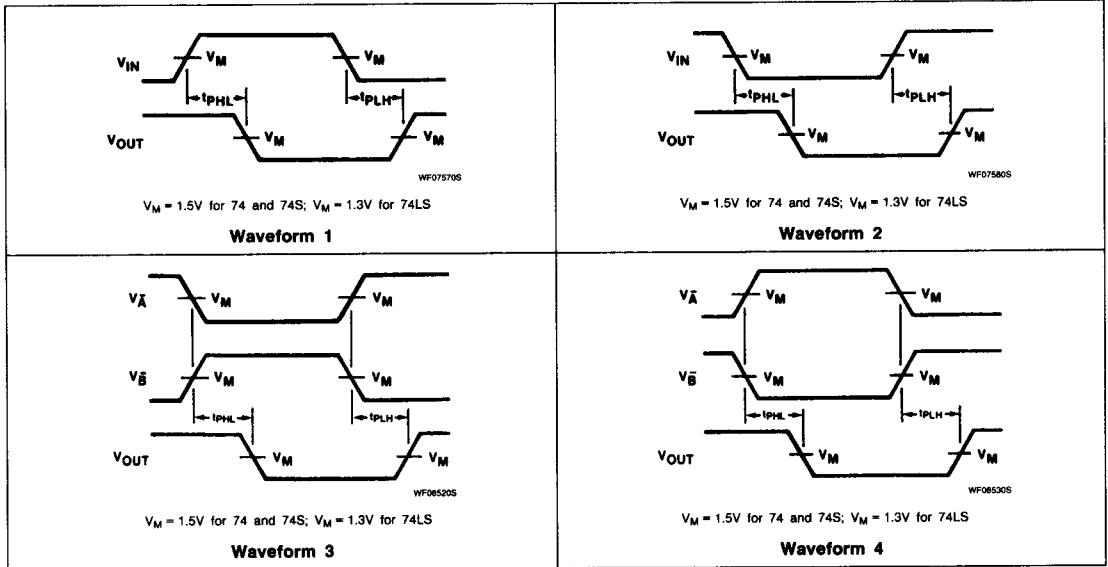 VIN VM VM
tPHL tPLH
VOUT VM VM
WF07570S
VM = 1.5V for 74 and 74S; VM = 1.3V for 74LS
Waveform 1
VIN VM VM
tPHL tPLH
VOUT VM VM
WF07580S
VM = 1.5V for 74 and 74S; VM = 1.3V for 74LS
Waveform 2
VĀ VM VM
VB̄ VM VM
tPHL tPLH
VOUT VM VM
WF08520S
VM = 1.5V for 74 and 74S; VM = 1.3V for 74LS
Waveform 3
VĀ VM VM
VB̄ VM VM
tPHL tPLH
VOUT VM VM
WF08530S
VM = 1.5V for 74 and 74S; VM = 1.3V for 74LS
Waveform 4